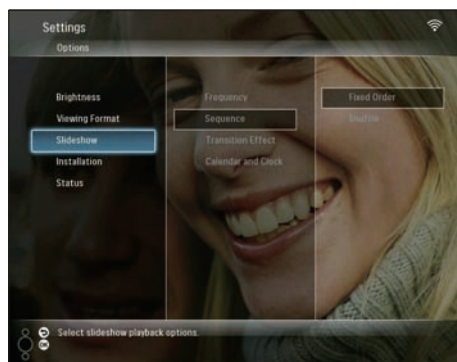 Settings
Options
Brightness
Viewing Format
Slideshow
Installation
Status
Frequency
Sequence
Transition Effect
Calendar and Clock
Fixed Order
Shuffle
OK
Select slideshow playback options.